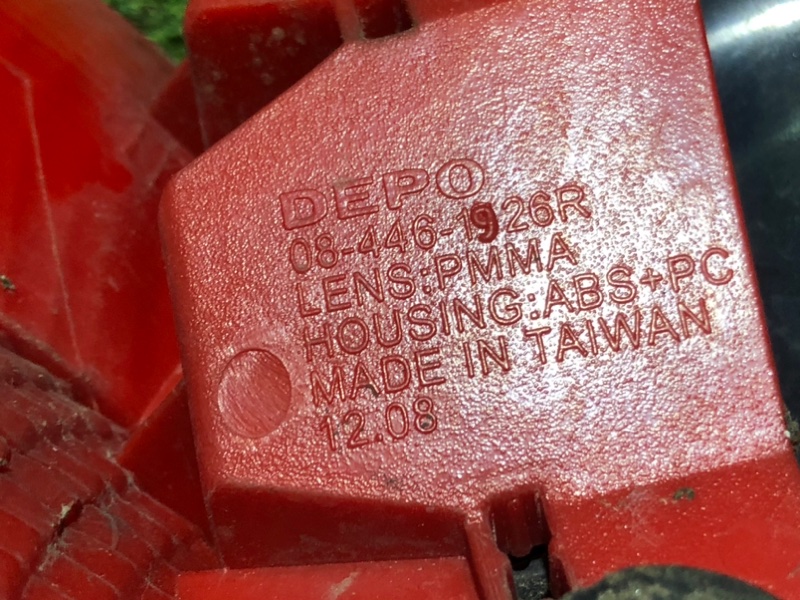 DEPO
08-446-1926R
LENS:PMMA
HOUSING:ABS+PC
MADE IN TAIWAN
12.08